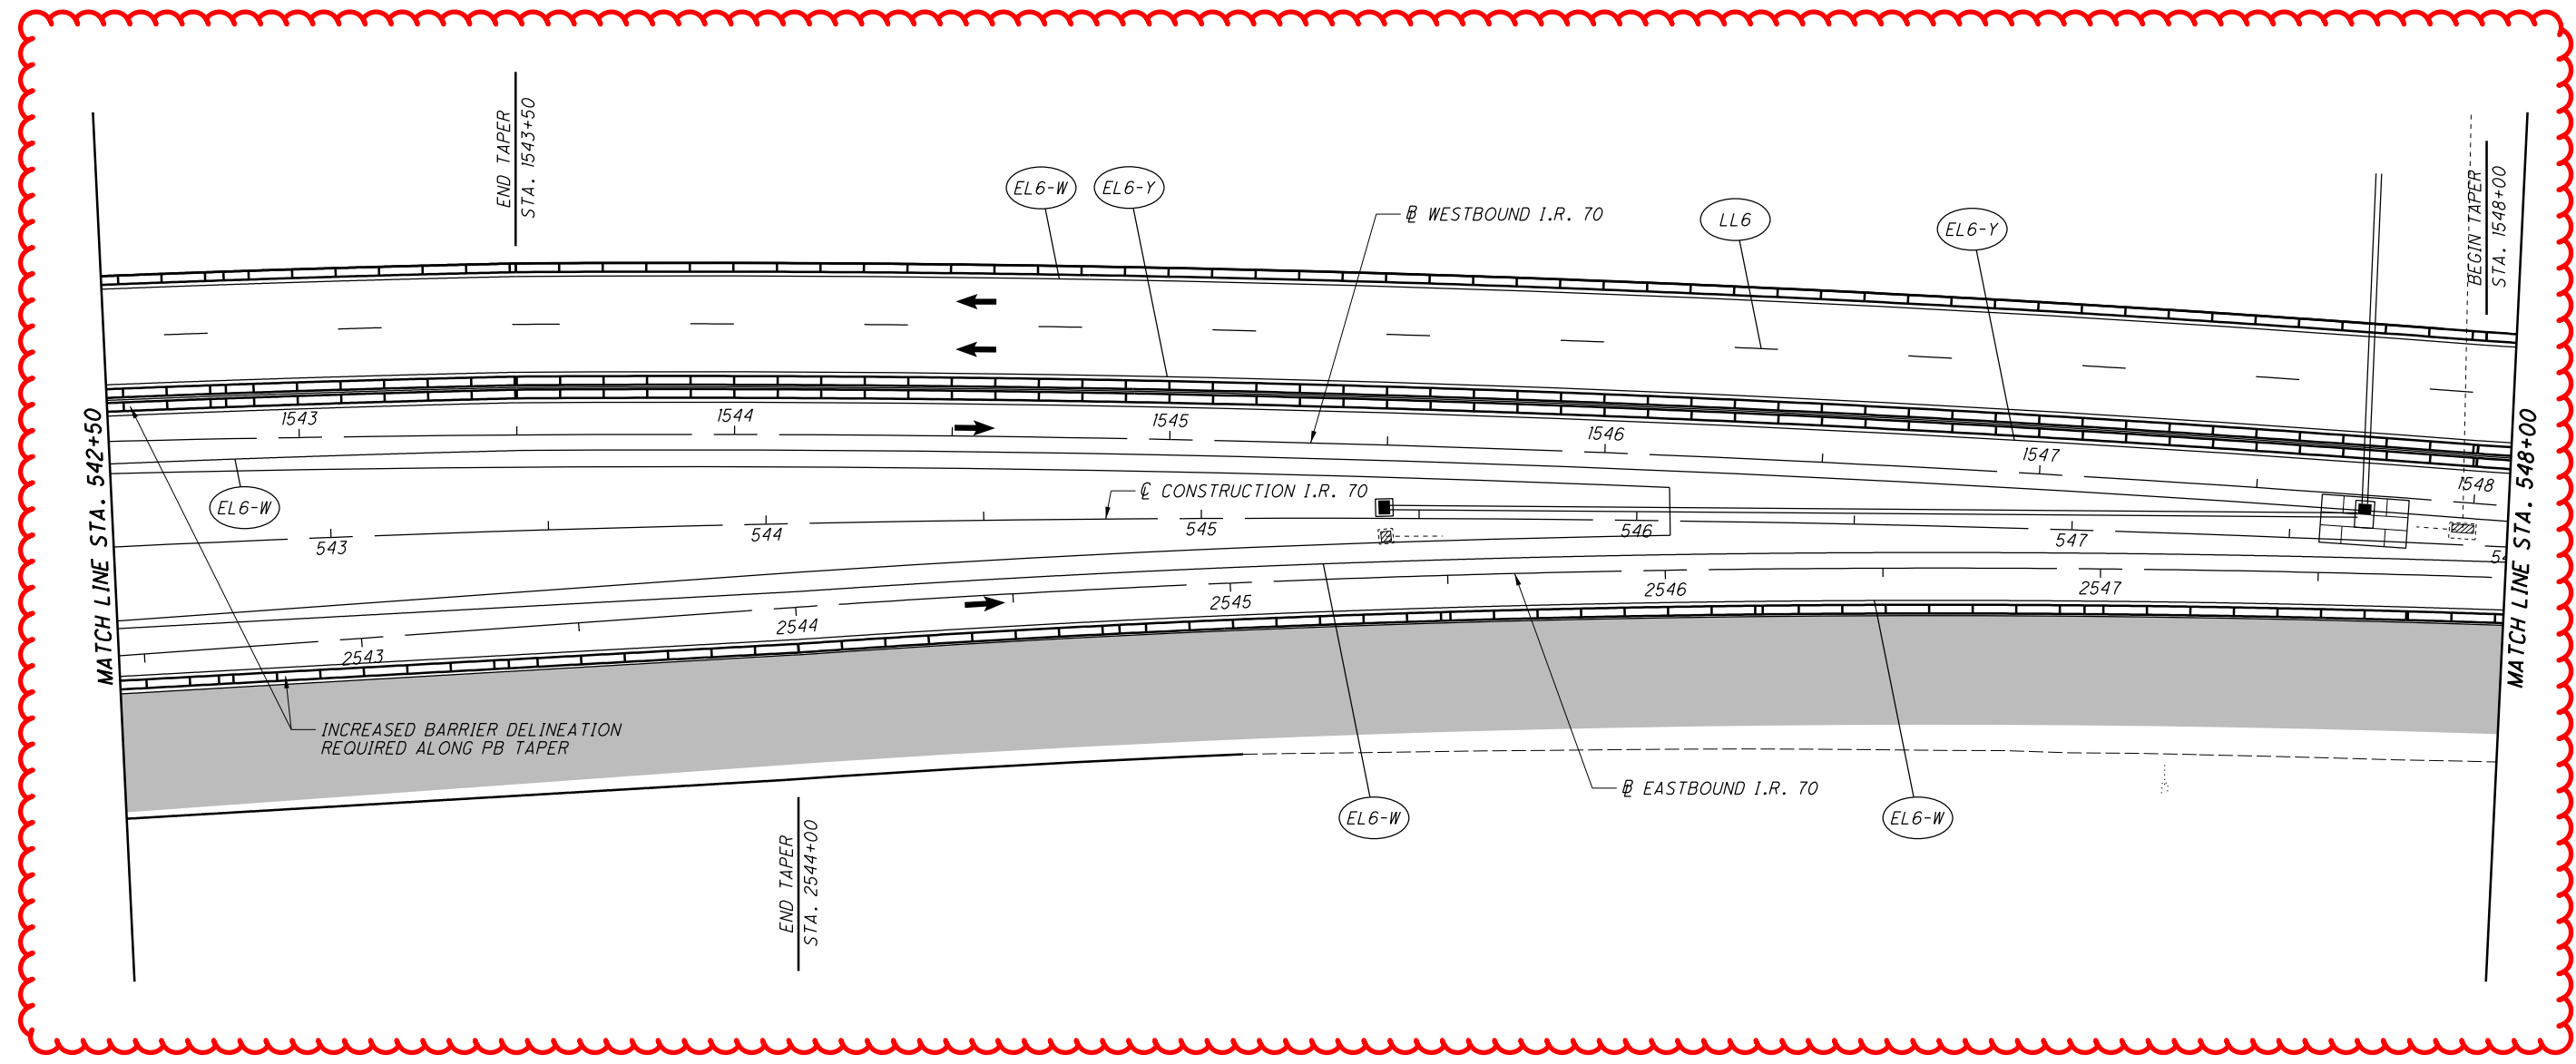 END TAPER
STA. 1543+50
EL6-W
EL6-Y
℄ WESTBOUND I.R. 70
LL6
EL6-Y
BEGIN TAPER
STA. 1548+00
MATCH LINE STA. 542+50
1543
1544
1545
1546
1547
1548
EL6-W
℄ CONSTRUCTION I.R. 70
543
544
545
546
547
54
2543
2544
2545
2546
2547
MATCH LINE STA. 548+00
INCREASED BARRIER DELINEATION
REQUIRED ALONG PB TAPER
END TAPER
STA. 2544+00
EL6-W
℄ EASTBOUND I.R. 70
EL6-W